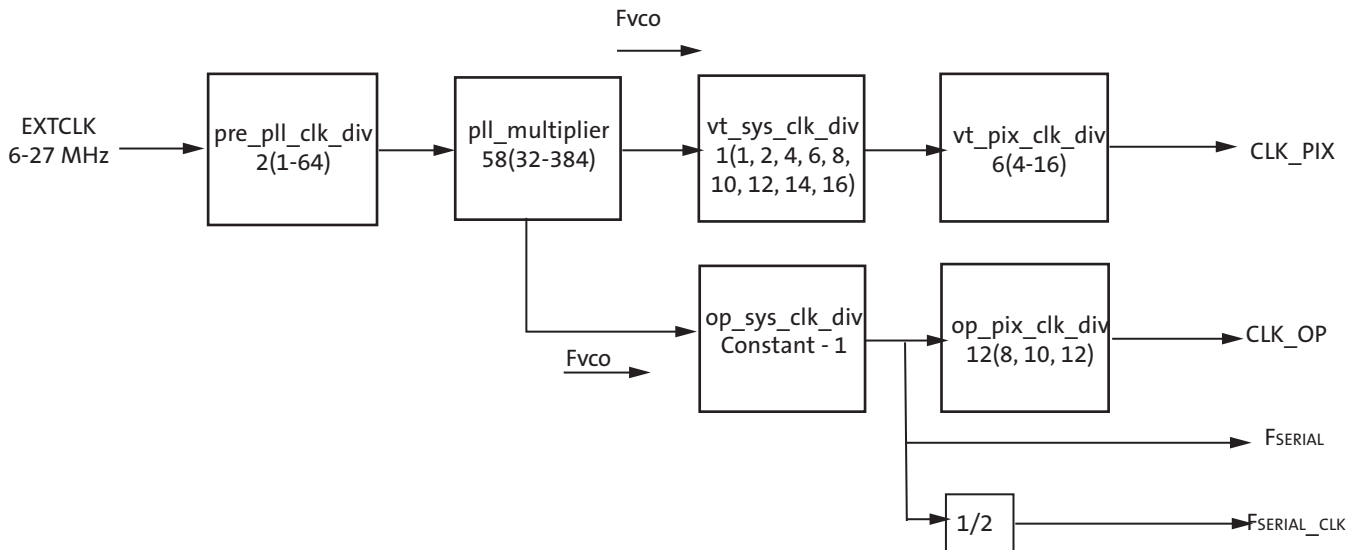 Fvco
EXTCLK
6-27 MHz
pre_pll_clk_div
2(1-64)
pll_multiplier
58(32-384)
vt_sys_clk_div
1(1, 2, 4, 6, 8,
10, 12, 14, 16)
vt_pix_clk_div
6(4-16)
CLK_PIX
Fvco
op_sys_clk_div
Constant - 1
op_pix_clk_div
12(8, 10, 12)
CLK_OP
FSERIAL
1/2
FSERIAL_CLK